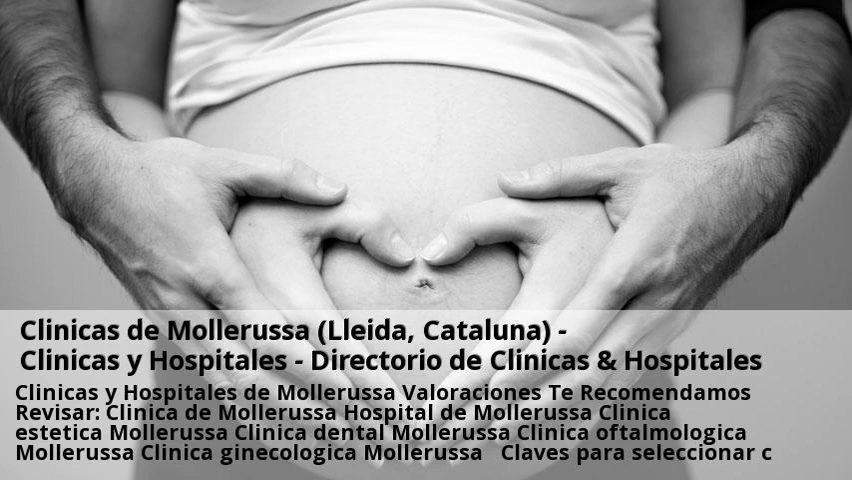 Clinicas de Mollerussa (Lleida, Cataluna) -
Clinicas y Hospitales - Directorio de Clinicas & Hospitales
Clinicas y Hospitales de Mollerussa Valoraciones Te Recomendamos
Revisar: Clinica de Mollerussa Hospital de Mollerussa Clinica
estetica Mollerussa Clinica dental Mollerussa Clinica oftalmologica
Mollerussa Clinica ginecologica Mollerussa   Claves para seleccionar c